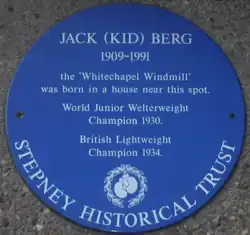 JACK (KID) BERG
1909-1991
the 'Whitechapel Windmill'
was born in a house near this spot.
World Junior Welterweight
Champion 1930.
British Lightweight
Champion 1934.
STEPNEY HISTORICAL TRUST